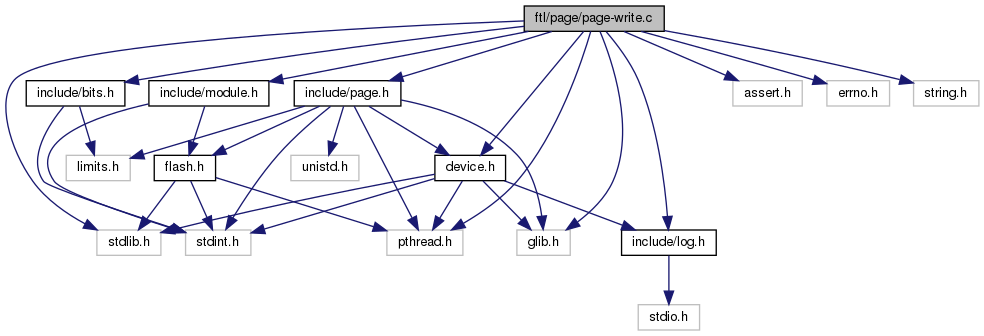 ftl/page/page-write.c
include/bits.h
include/module.h
include/page.h
assert.h
errno.h
string.h
limits.h
flash.h
unistd.h
device.h
stdlib.h
stdint.h
pthread.h
glib.h
include/log.h
stdio.h